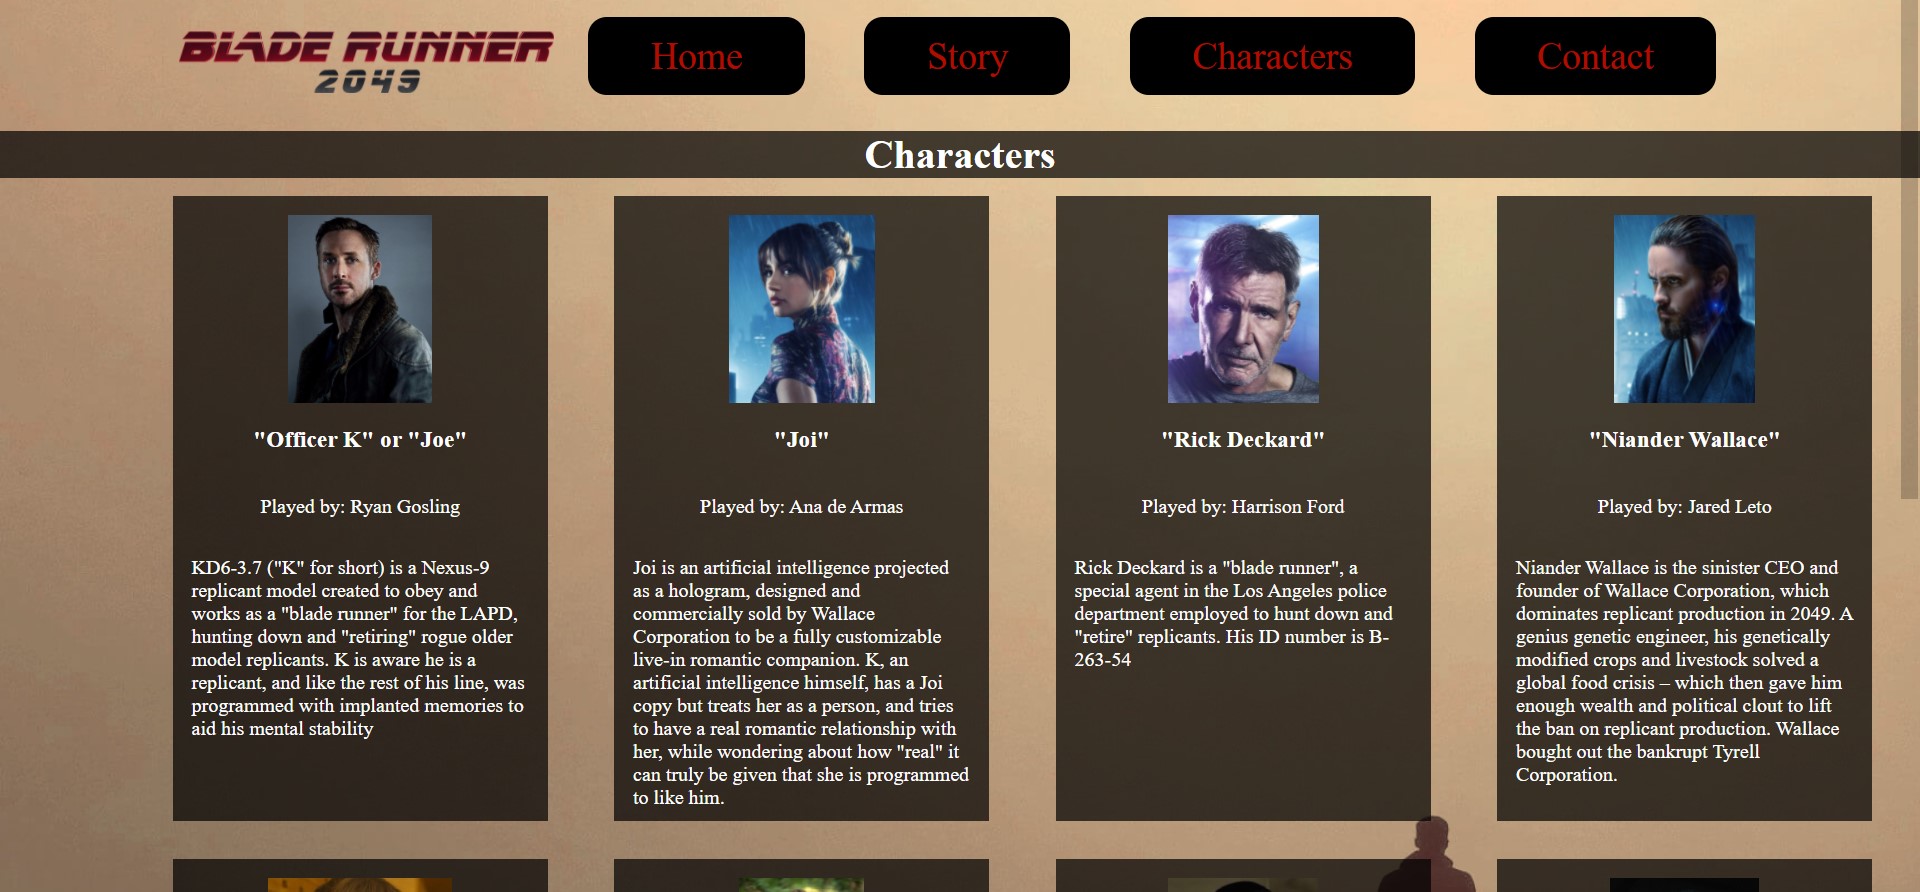 BLADE RUNNER
2049
Home
Story
Characters
Contact
Characters
"Officer K" or "Joe"
Played by: Ryan Gosling
KD6-3.7 ("K" for short) is a Nexus-9
replicant model created to obey and
works as a "blade runner" for the LAPD,
hunting down and "retiring" rogue older
model replicants. K is aware he is a
replicant, and like the rest of his line, was
programmed with implanted memories to
aid his mental stability
"Joi"
Played by: Ana de Armas
Joi is an artificial intelligence projected
as a hologram, designed and
commercially sold by Wallace
Corporation to be a fully customizable
live-in romantic companion. K, an
artificial intelligence himself, has a Joi
copy but treats her as a person, and tries
to have a real romantic relationship with
her, while wondering about how "real" it
can truly be given that she is programmed
to like him.
"Rick Deckard"
Played by: Harrison Ford
Rick Deckard is a "blade runner", a
special agent in the Los Angeles police
department employed to hunt down and
"retire" replicants. His ID number is B-
263-54
"Niander Wallace"
Played by: Jared Leto
Niander Wallace is the sinister CEO and
founder of Wallace Corporation, which
dominates replicant production in 2049. A
genius genetic engineer, his genetically
modified crops and livestock solved a
global food crisis – which then gave him
enough wealth and political clout to lift
the ban on replicant production. Wallace
bought out the bankrupt Tyrell
Corporation.